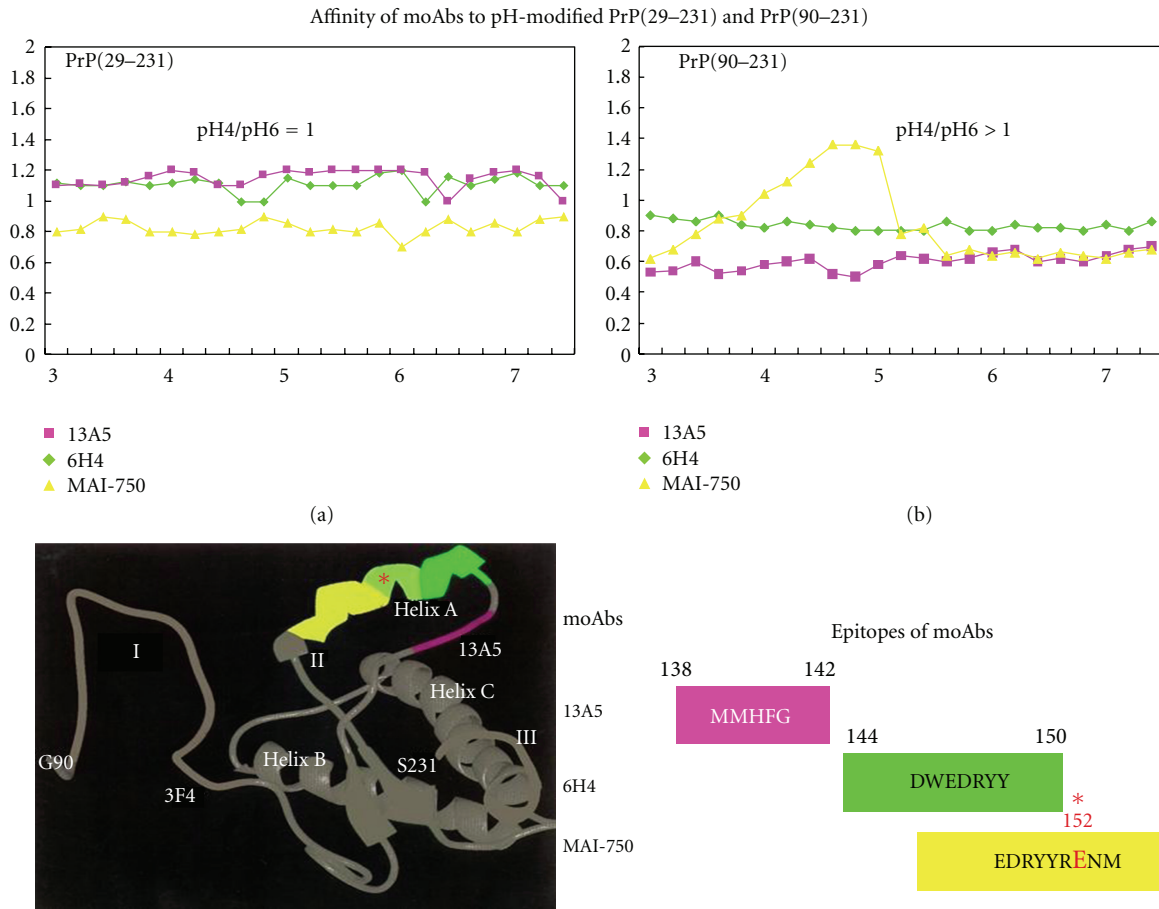 Affinity of moAbs to pH-modified PrP(29–231) and PrP(90–231)
PrP(29–231)
pH4/pH6 = 1
2
1.8
1.6
1.4
1.2
1
0.8
0.6
0.4
0.2
0
3 4 5 6 7
13A5
6H4
MAI-750
(a)
PrP(90–231)
pH4/pH6 > 1
2
1.8
1.6
1.4
1.2
1
0.8
0.6
0.4
0.2
0
3 4 5 6 7
13A5
6H4
MAI-750
(b)
*
Helix A
13A5
I
II
Helix C
III
G90
Helix B
S231
3F4
moAbs
Epitopes of moAbs
138 142
13A5
MMHFG
144 150
6H4
DWEDRYY
*
152
MAI-750
EDRYYRENM